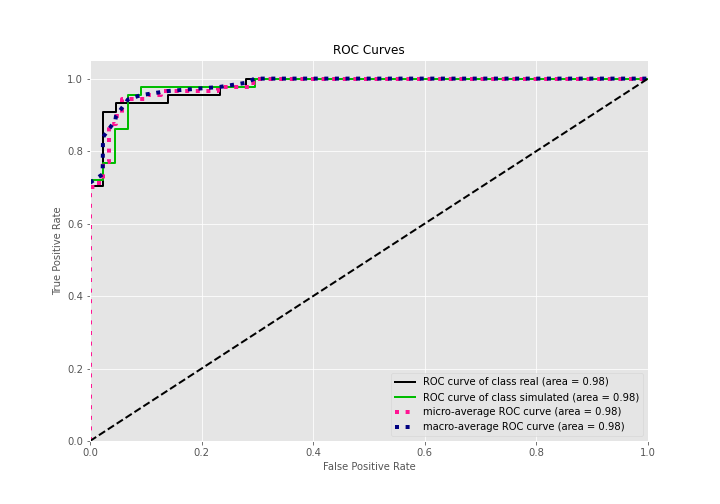 ROC Curves
True Positive Rate
1.0
0.8
0.6
0.4
0.2
0.0
0.0 0.2 0.4 0.6 0.8 1.0
False Positive Rate
ROC curve of class real (area = 0.98)
ROC curve of class simulated (area = 0.98)
micro-average ROC curve (area = 0.98)
macro-average ROC curve (area = 0.98)